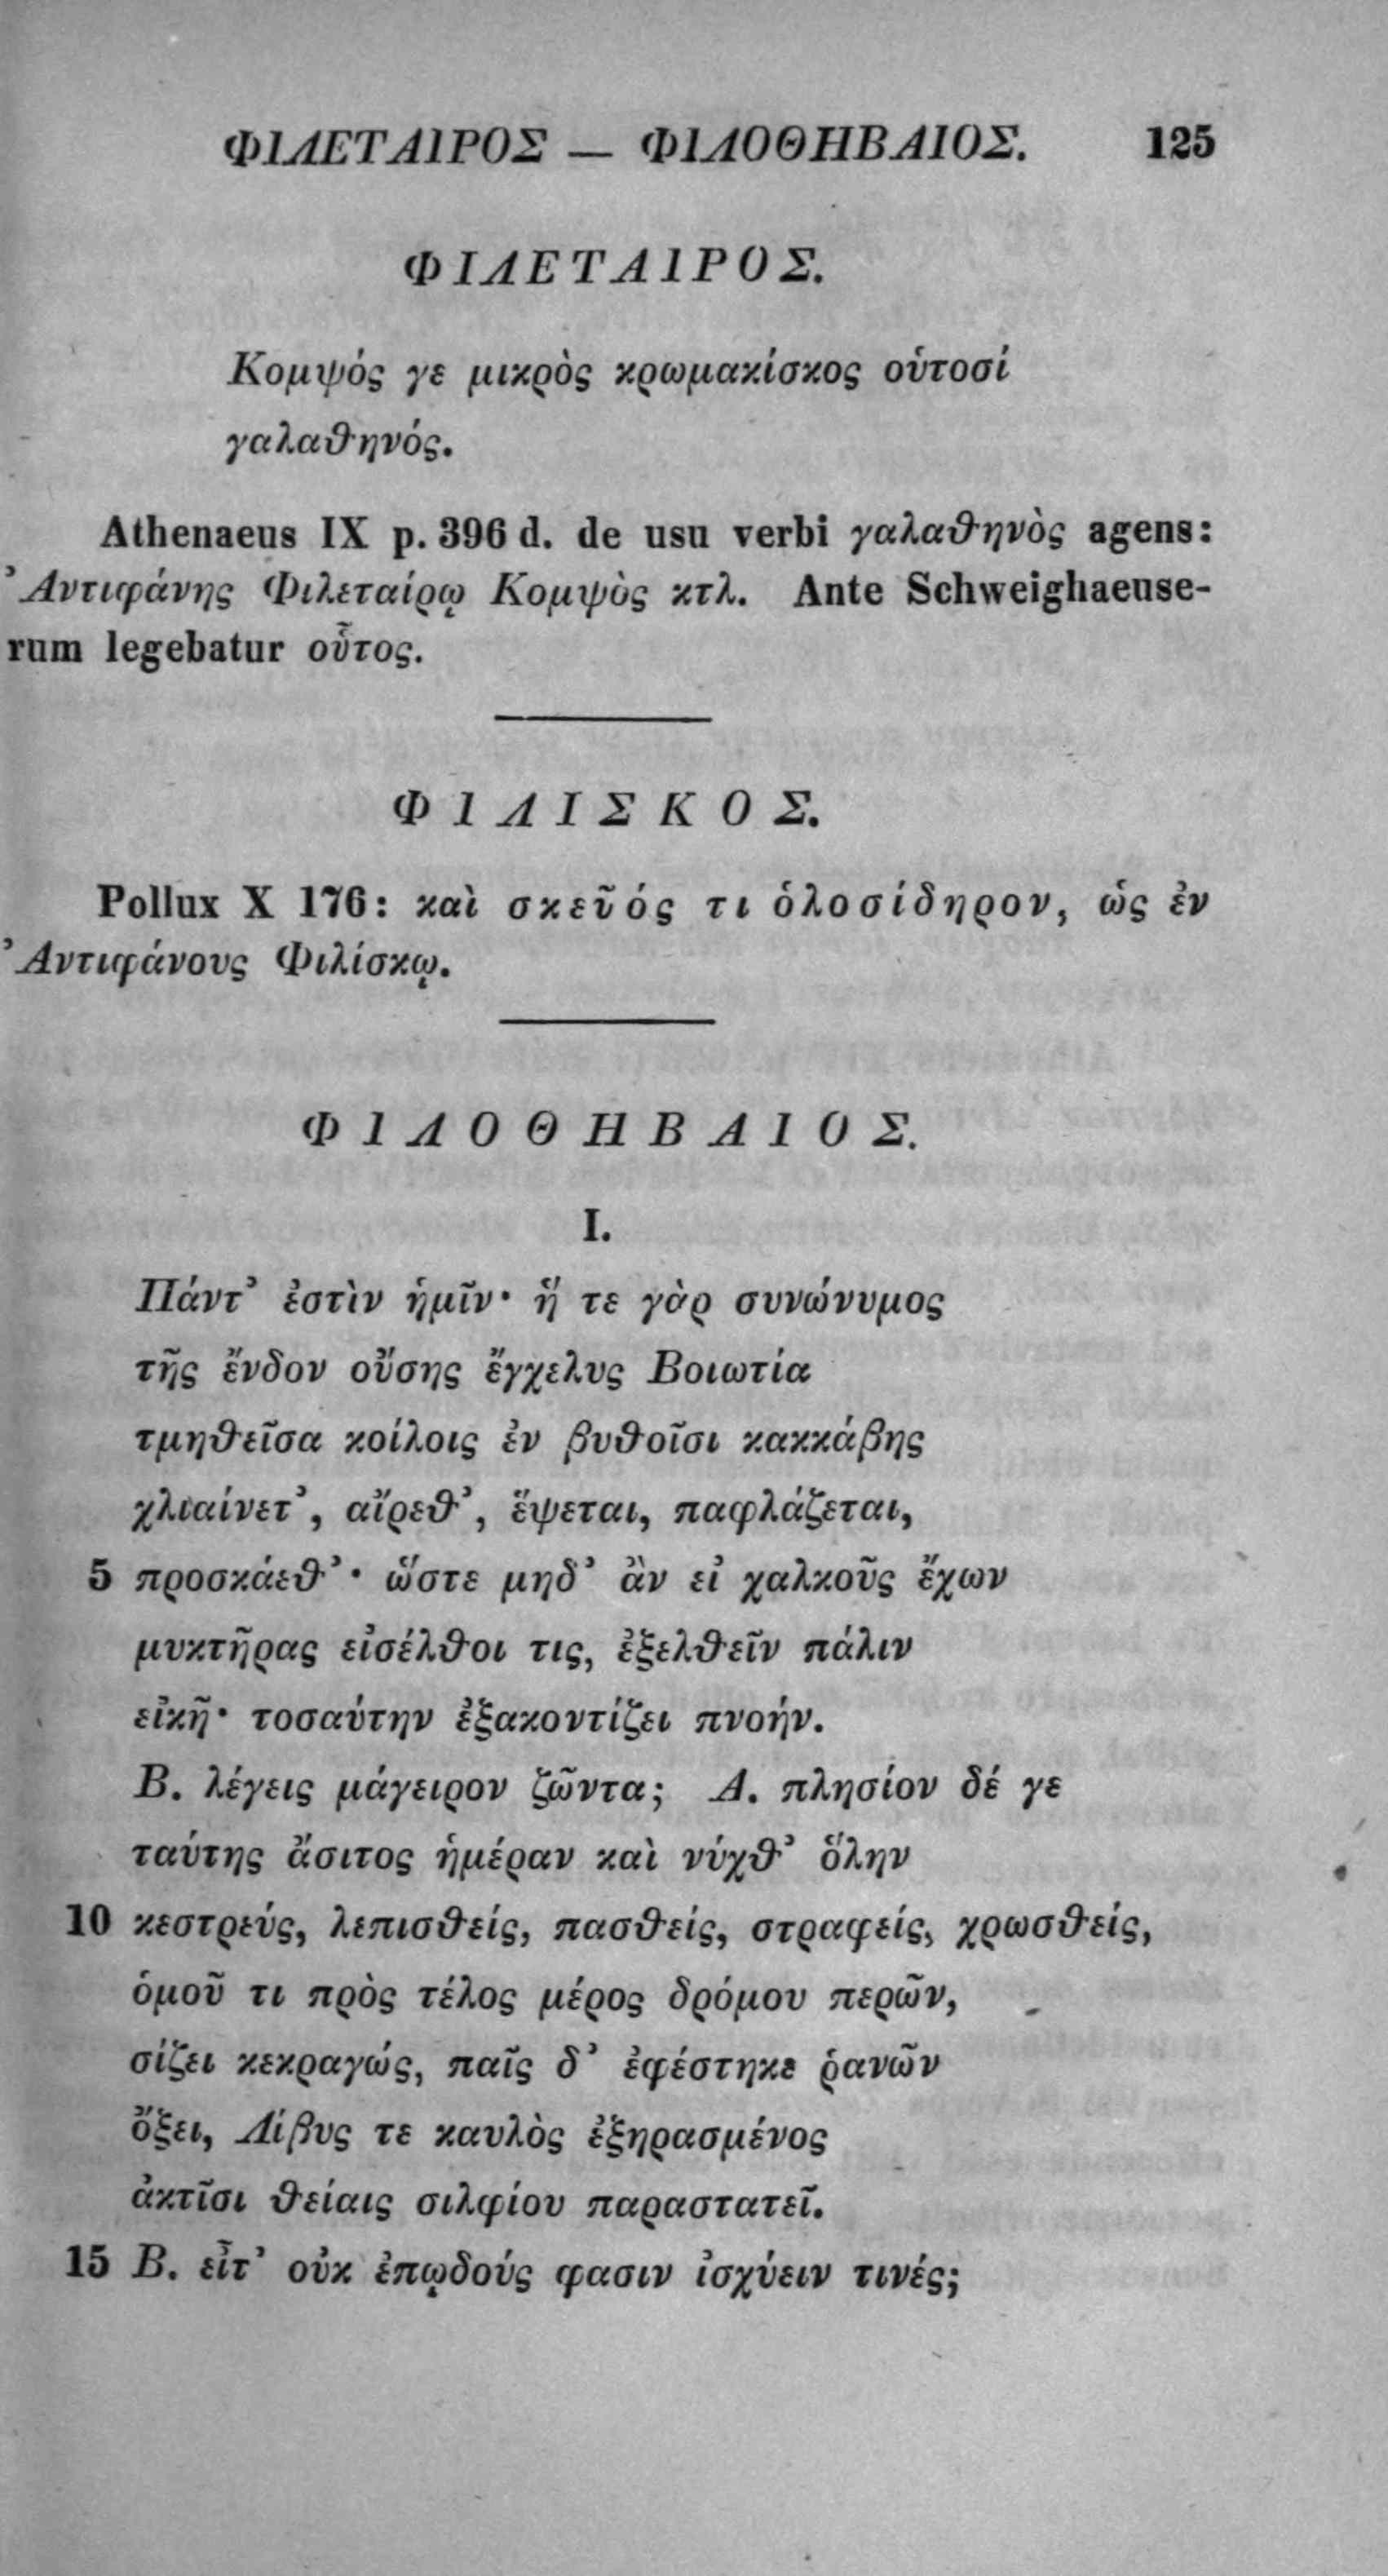 ΦΙΛΕΤΑΙΡΟΣ — ΦΙΛΟΘΗΒΑΙΟΣ. 125
ΦΙΛΕΤΑΙΡΟΣ.
Κομψός γε μικρὸς κρωμακίσκος οὑτοσί
γαλαθηνός.
Athenaeus IX p. 396 d. de usu verbi γαλαθηνὸς agens:
Ἀντιφάνης Φιλεταίρῳ Κομψὸς κτλ. Ante Schweighaeuse-
rum legebatur οὗτος.
ΦΙΛΙΣΚΟΣ.
Pollux X 176: καὶ σκεῦός τι ὁλοσίδηρον, ὡς ἐν
Ἀντιφάνους Φιλίσκῳ.
ΦΙΛΟΘΗΒΑΙΟΣ.
I.
Πάντ’ ἐστὶν ἡμῖν· ἥ τε γὰρ συνώνυμος
τῆς ἔνδον οὔσης ἔγχελυς Βοιωτία
τμηθεῖσα κοίλοις ἐν βυθοῖσι κακκάβης
χλιαίνετ’, αἴρεθ’, ἕψεται, παφλάζεται,
5 προσκάεθ’· ὥστε μηδ’ ἂν εἰ χαλκοῦς ἔχων
μυκτῆρας εἰσέλθοι τις, ἐξελθεῖν πάλιν
εἰκῆ· τοσαύτην ἐξακοντίζει πνοήν.
Β. λέγεις μάγειρον ζῶντα; Α. πλησίον δέ γε
ταύτης ἄσιτος ἡμέραν καὶ νύχθ’ ὅλην
10 κεστρεύς, λεπισθείς, πασθείς, στραφείς, χρωσθείς,
ὁμοῦ τι πρὸς τέλος μέρος δρόμου περῶν,
σίζει κεκραγώς, παῖς δ’ ἐφέστηκε ῥανῶν
ὄξει, Λίβυς τε καυλὸς ἐξηρασμένος
ἀκτῖσι θείαις σιλφίου παραστατεῖ.
15 Β. εἶτ’ οὐκ ἐπῳδούς φασιν ἰσχύειν τινές;